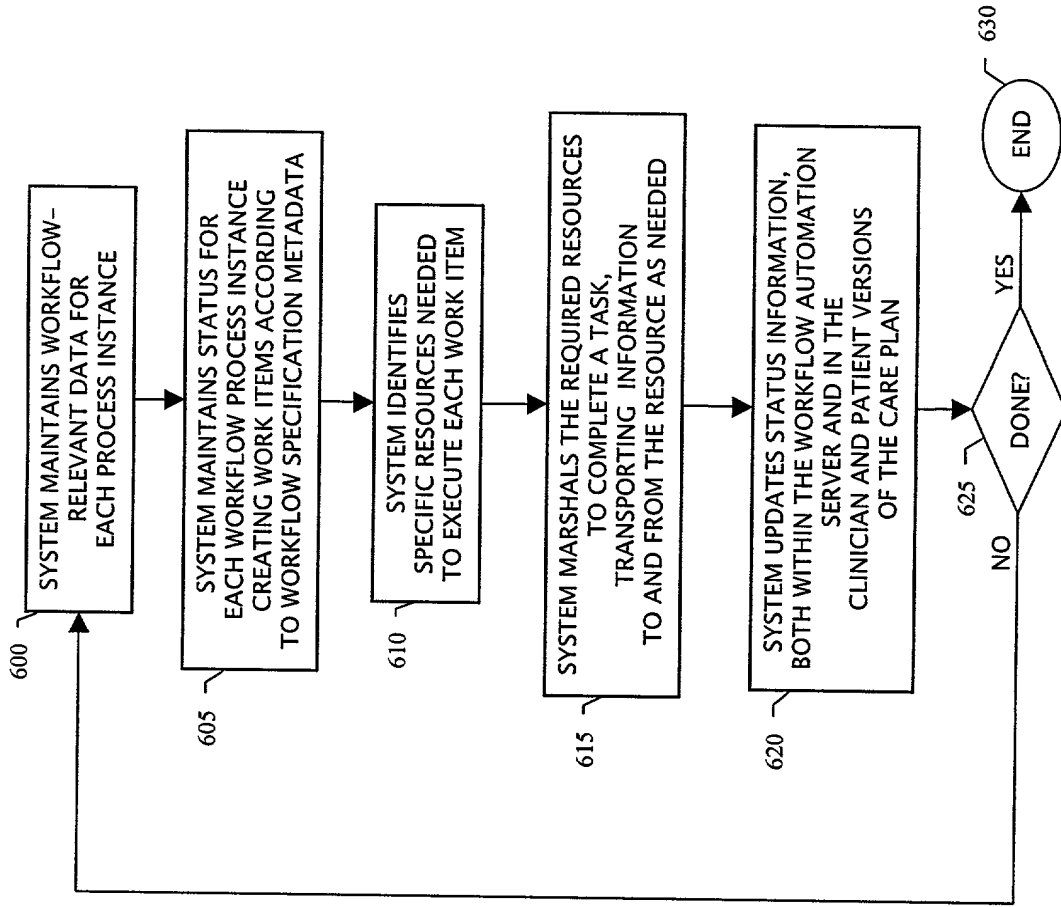 600
SYSTEM MAINTAINS WORKFLOW-
RELEVANT DATA FOR
EACH PROCESS INSTANCE
605
SYSTEM MAINTAINS STATUS FOR
EACH WORKFLOW PROCESS INSTANCE
CREATING WORK ITEMS ACCORDING
TO WORKFLOW SPECIFICATION METADATA
610
SYSTEM IDENTIFIES
SPECIFIC RESOURCES NEEDED
TO EXECUTE EACH WORK ITEM
615
SYSTEM MARSHALS THE REQUIRED RESOURCES
TO COMPLETE A TASK,
TRANSPORTING INFORMATION
TO AND FROM THE RESOURCE AS NEEDED
620
SYSTEM UPDATES STATUS INFORMATION,
BOTH WITHIN THE WORKFLOW AUTOMATION
SERVER AND IN THE
CLINICIAN AND PATIENT VERSIONS
OF THE CARE PLAN
625
DONE?
NO
YES
630
END